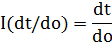 I(dt/do) = dt/do